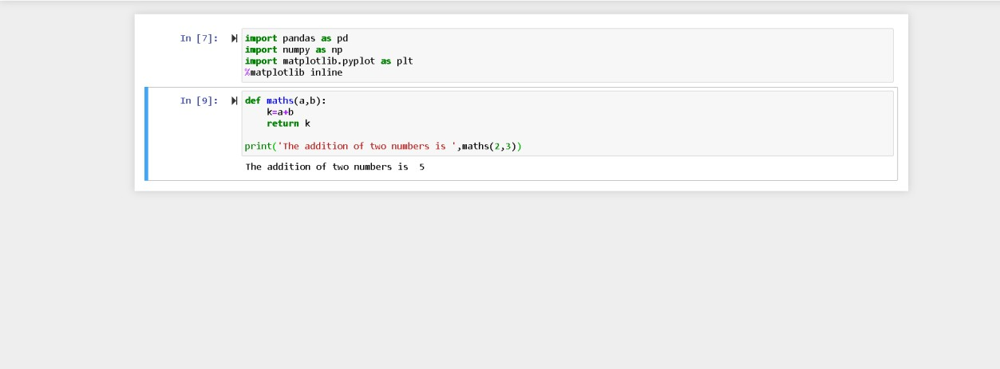 In [7]:
import pandas as pd
import numpy as np
import matplotlib.pyplot as plt
%matplotlib inline
In [9]:
def maths(a,b):
    k=a+b
    return k
print('The addition of two numbers is ',maths(2,3))
The addition of two numbers is  5